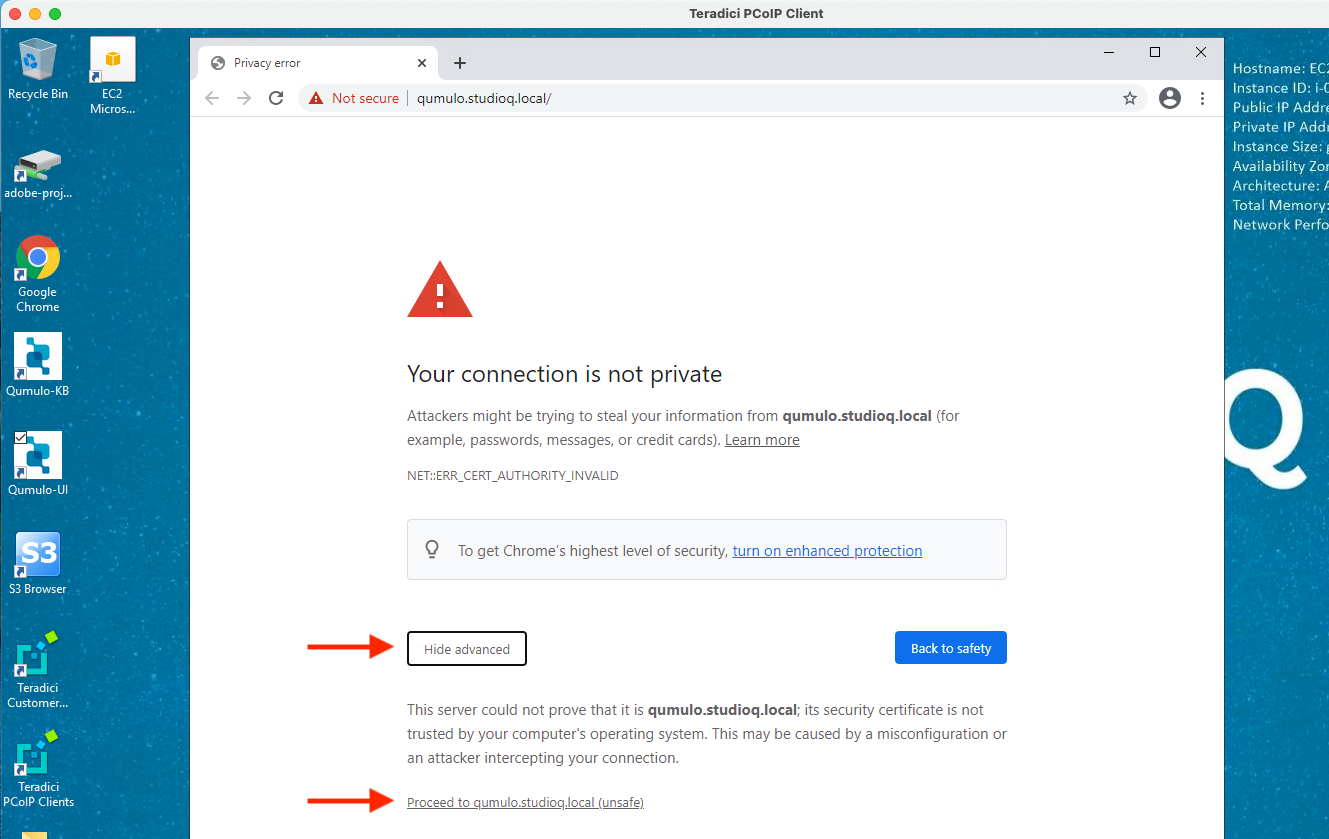 Teradici PCoIP Client
Recycle Bin
EC2
Micros...
adobe-proj...
Google
Chrome
Qumulo-KB
Qumulo-UI
S3
S3 Browser
Teradici
Customer...
Teradici
PCoIP Clients
Privacy error
Not secure
qumulo.studioq.local/
Your connection is not private
Attackers might be trying to steal your information from qumulo.studioq.local (for
example, passwords, messages, or credit cards). Learn more
NET::ERR_CERT_AUTHORITY_INVALID
To get Chrome's highest level of security, turn on enhanced protection
Hide advanced
Back to safety
This server could not prove that it is qumulo.studioq.local; its security certificate is not
trusted by your computer's operating system. This may be caused by a misconfiguration or
an attacker intercepting your connection.
Proceed to qumulo.studioq.local (unsafe)
Hostname: EC2
Instance ID: i-0
Public IP Addre
Private IP Addr
Instance Size: g
Availability Zon
Architecture: A
Total Memory:
Network Perfo
Q